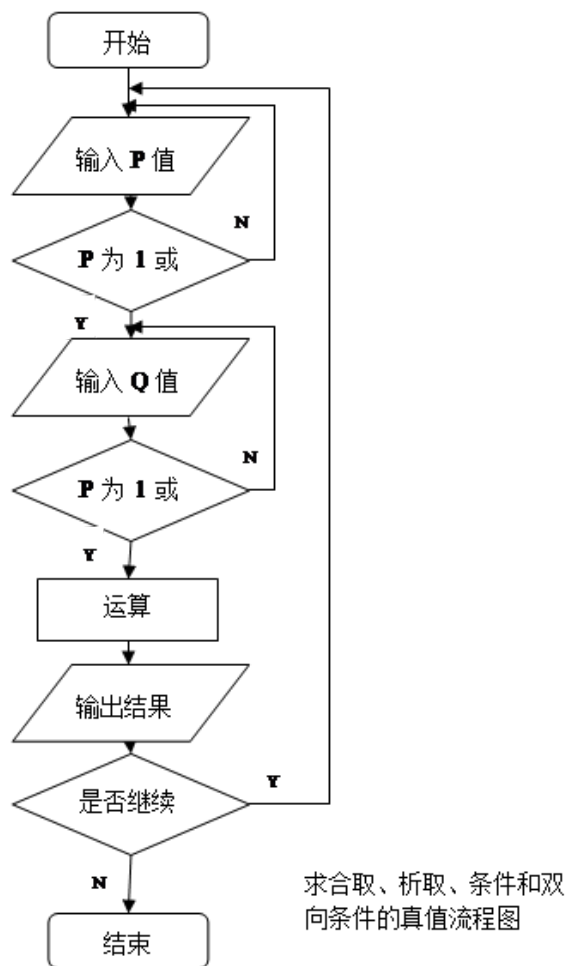 开始
输入 P 值
N
P 为 1 或
Y
输入 Q 值
N
P 为 1 或
Y
运算
输出结果
Y
是否继续
N
结束
求合取、析取、条件和双
向条件的真值流程图